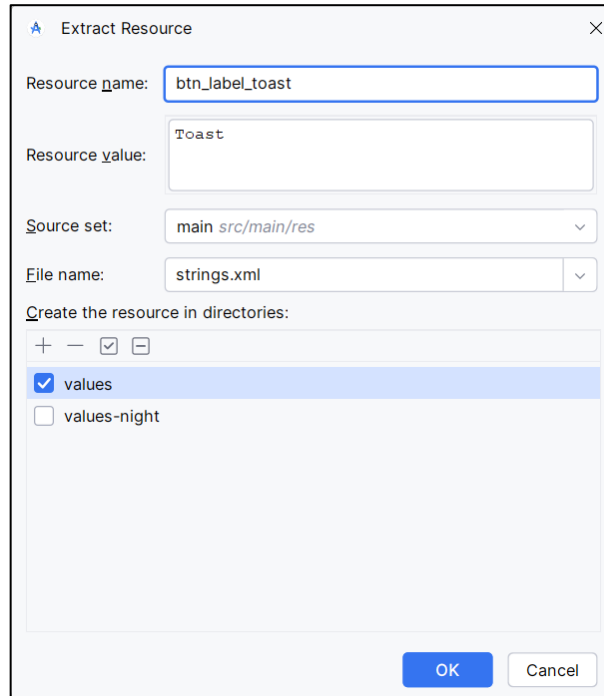 Extract Resource
Resource name: btn_label_toast
Resource value: Toast
Source set: main src/main/res
File name: strings.xml
Create the resource in directories:
values
values-night
OK Cancel